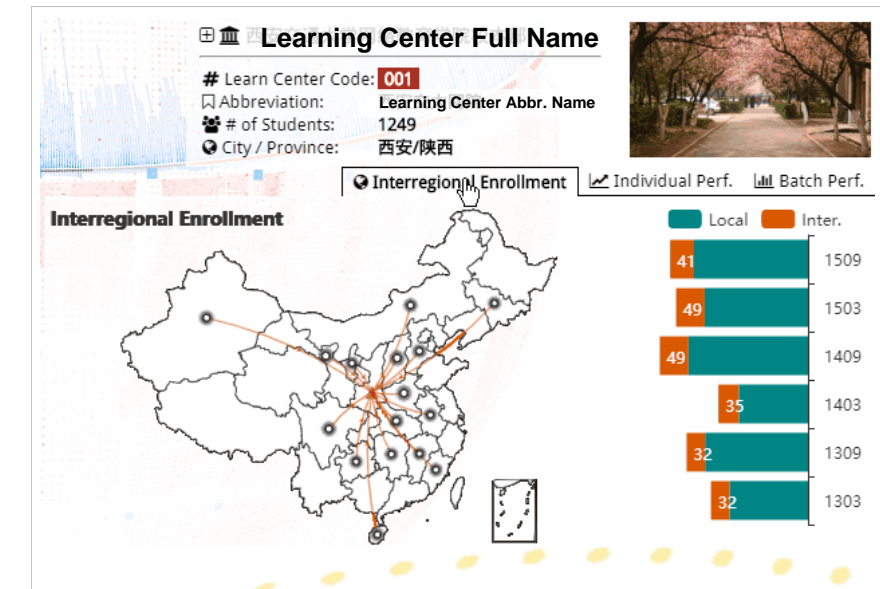 Learning Center Full Name
# Learn Center Code: 001
Abbreviation: Learning Center Abbr. Name
# of Students: 1249
City / Province: 西安/陕西
Interregional Enrollment
Individual Perf.
Batch Perf.
Interregional Enrollment
Local
Inter.
41 1509
49 1503
49 1409
35 1403
32 1309
32 1303